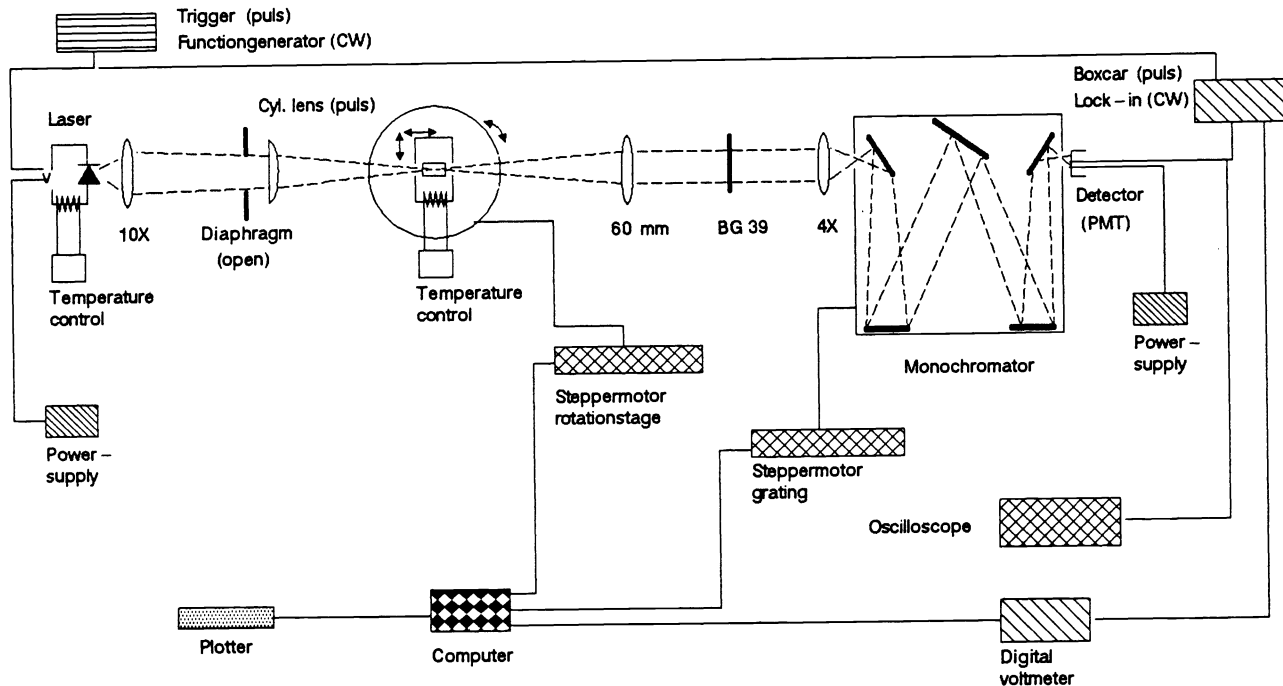 Trigger (puls)
Functiongenerator (CW)
Boxcar (puls)
Lock – in (CW)
Laser
Cyl. lens (puls)
10X
Diaphragm
(open)
60 mm
BG 39
4X
Detector
(PMT)
Temperature
control
Temperature
control
Monochromator
Power –
supply
Steppermotor
rotationstage
Power –
supply
Steppermotor
grating
Oscilloscope
Plotter
Computer
Digital
voltmeter